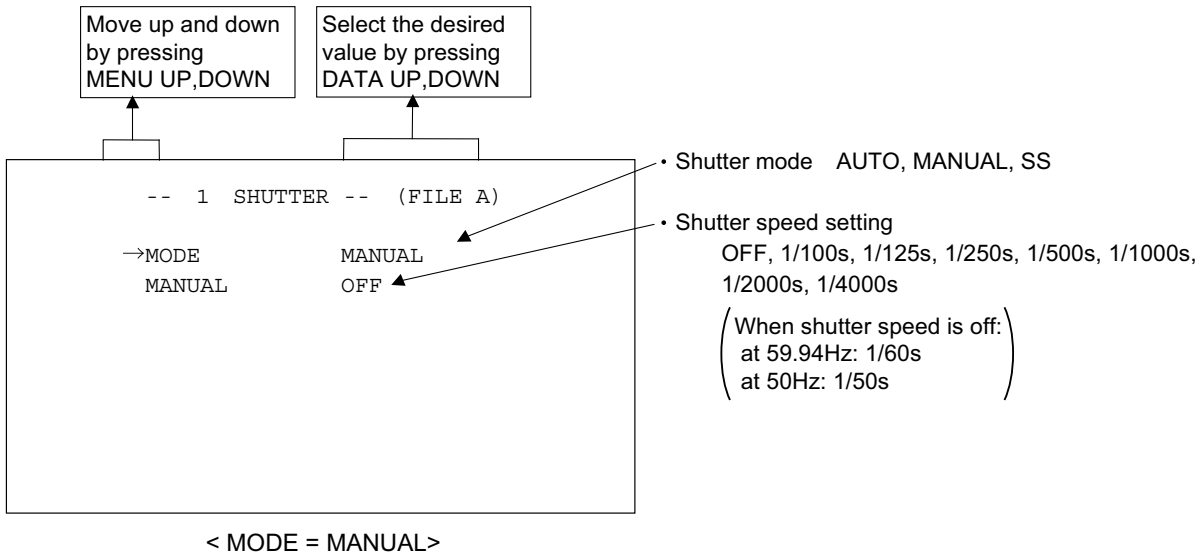 Move up and down
by pressing
MENU UP,DOWN
Select the desired
value by pressing
DATA UP,DOWN
-- 1 SHUTTER -- (FILE A)
→MODE MANUAL
MANUAL OFF
・Shutter mode AUTO, MANUAL, SS
・Shutter speed setting
OFF, 1/100s, 1/125s, 1/250s, 1/500s, 1/1000s,
1/2000s, 1/4000s
(When shutter speed is off:
at 59.94Hz: 1/60s
at 50Hz: 1/50s)
< MODE = MANUAL>